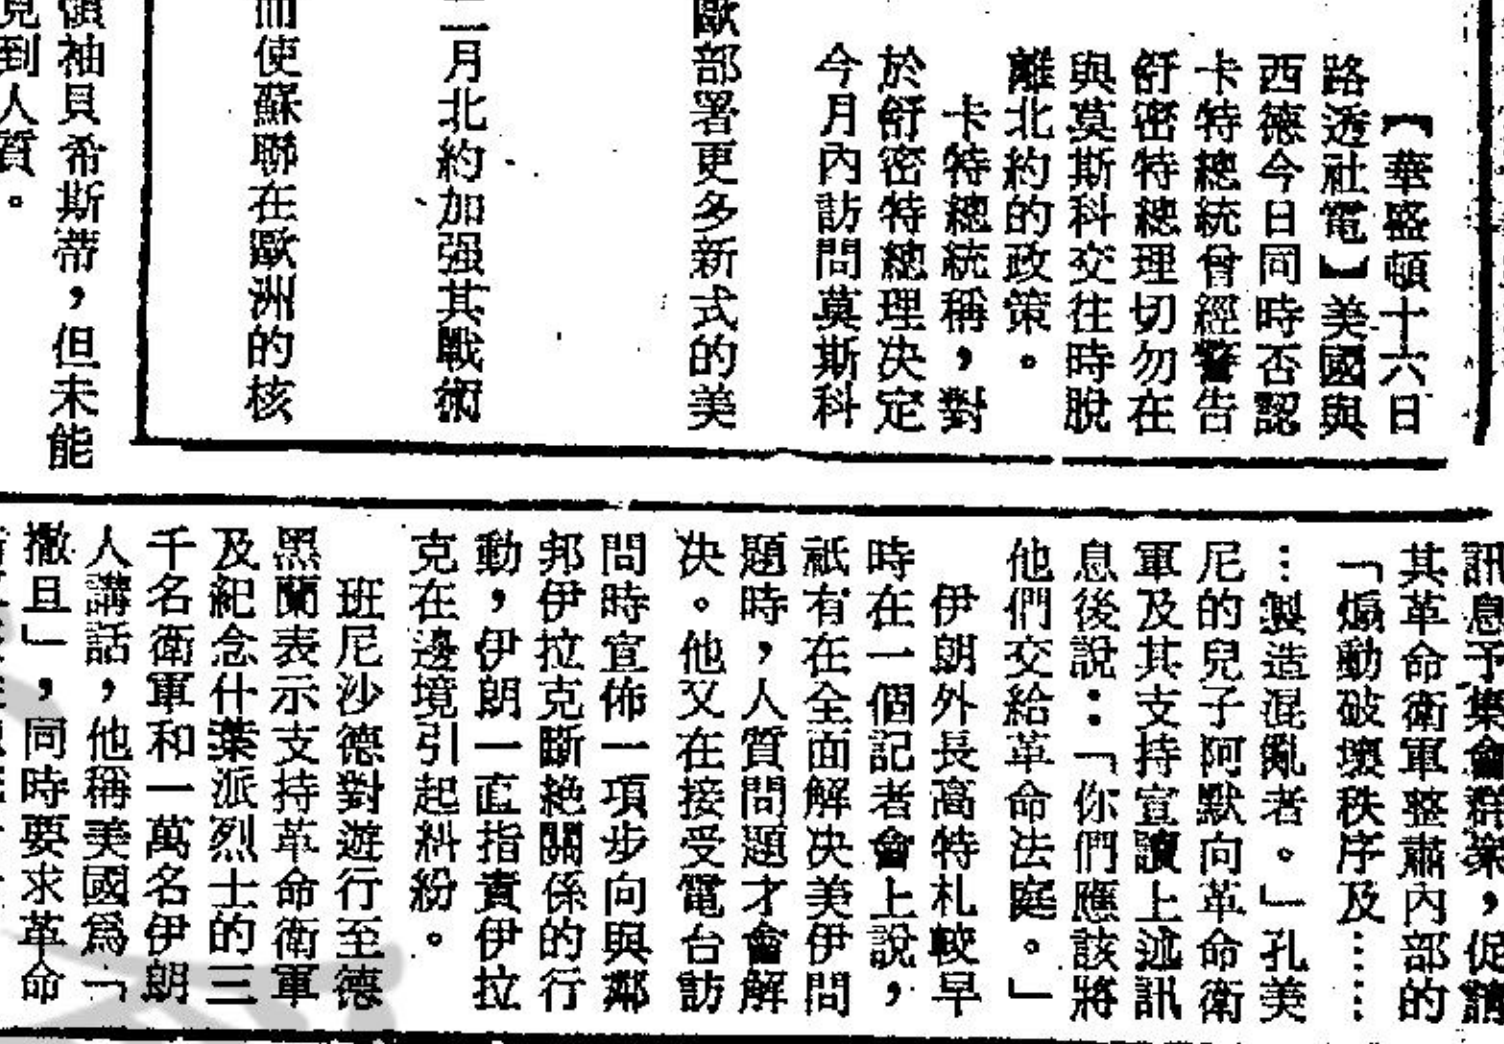 【華盛頓十六日
路透社電】美國與
西德今日同時否認
卡特總統曾經警告
舒密特總理切勿在
與莫斯科交往時脫
離北約的政策。
卡特總統稱，對
於舒密特總理决定
今月內訪問莫斯科
歐部署更多新式的美
二月北約加强其戰術
而使蘇聯在歐洲的核
領袖貝希斯蒂，但未能
見到人質。
訊息予集會群衆，促請
其革命衛軍整肅內部的
「煽動破壞秩序及⋯⋯
⋯製造混亂者。」孔美
尼的兒子阿默向革命衛
軍及其支持宣讀上述訊
息後說：「你們應該將
他們交給革命法庭。」
伊朗外長高特札較早
時在一個記者會上說，
祇有在全面解决美伊問
題時，人質問題才會解
决。他又在接受電台訪
問時宣佈一項步向與鄰
邦伊拉克斷絶關係的行
動，伊朗一直指責伊拉
克在邊境引起糾紛。
班尼沙德對遊行至德
黑蘭表示支持革命衛軍
及紀念什葉派烈士的三
千名衛軍和一萬名伊朗
人講話，他稱美國爲「
撒旦」，同時要求革命